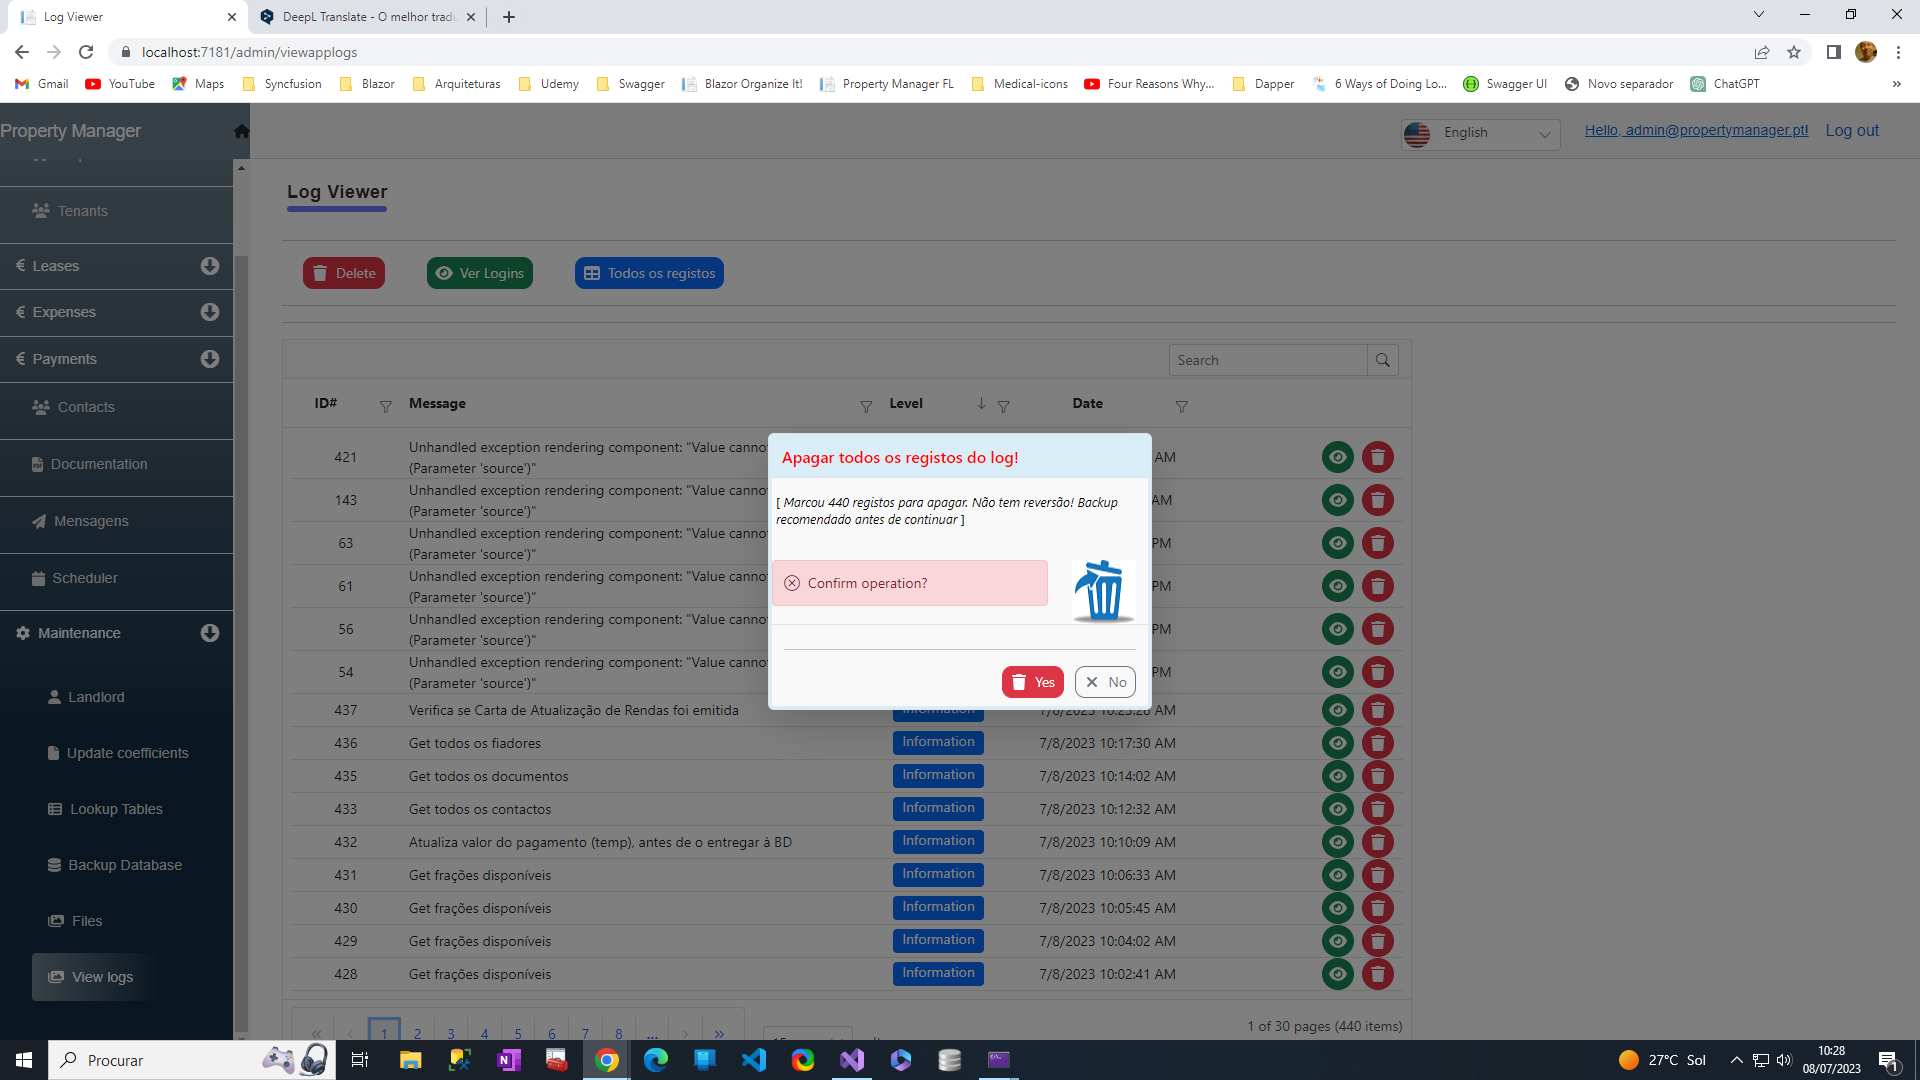 Log Viewer
DeepL Translate - O melhor tradu
localhost:7181/admin/viewapplogs
Gmail
YouTube
Maps
Syncfusion
Blazor
Arquiteturas
Udemy
Swagger
Blazor Organize It!
Property Manager FL
Medical-icons
Four Reasons Why...
Dapper
6 Ways of Doing Lo...
Swagger UI
Novo separador
ChatGPT
»
Property Manager
English
Hello, admin@propertymanager.pt!
Log out
Tenants
€ Leases
€ Expenses
€ Payments
Contacts
Documentation
Mensagens
Scheduler
Maintenance
Landlord
Update coefficients
Lookup Tables
Backup Database
Files
View logs
Log Viewer
Delete
Ver Logins
Todos os registos
Search
ID# Message Level Date
421 Unhandled exception rendering component: "Value canno AM
(Parameter 'source')"
143 Unhandled exception rendering component: "Value canno AM
(Parameter 'source')"
63 Unhandled exception rendering component: "Value canno PM
(Parameter 'source')"
61 Unhandled exception rendering component: "Value canno PM
(Parameter 'source')"
56 Unhandled exception rendering component: "Value canno PM
(Parameter 'source')"
54 Unhandled exception rendering component: "Value canno PM
(Parameter 'source')"
437 Verifica se Carta de Atualização de Rendas foi emitida Information 7/8/2023 10:23:28 AM
436 Get todos os fiadores Information 7/8/2023 10:17:30 AM
435 Get todos os documentos Information 7/8/2023 10:14:02 AM
433 Get todos os contactos Information 7/8/2023 10:12:32 AM
432 Atualiza valor do pagamento (temp), antes de o entregar à BD Information 7/8/2023 10:10:09 AM
431 Get frações disponíveis Information 7/8/2023 10:06:33 AM
430 Get frações disponíveis Information 7/8/2023 10:05:45 AM
429 Get frações disponíveis Information 7/8/2023 10:04:02 AM
428 Get frações disponíveis Information 7/8/2023 10:02:41 AM
« ‹ 1 2 3 4 5 6 7 8 ... › »
1 of 30 pages (440 items)
Apagar todos os registos do log!
[ Marcou 440 registos para apagar. Não tem reversão! Backup
recomendado antes de continuar ]
Confirm operation?
Yes
No
Procurar
27°C Sol
10:28
08/07/2023
1